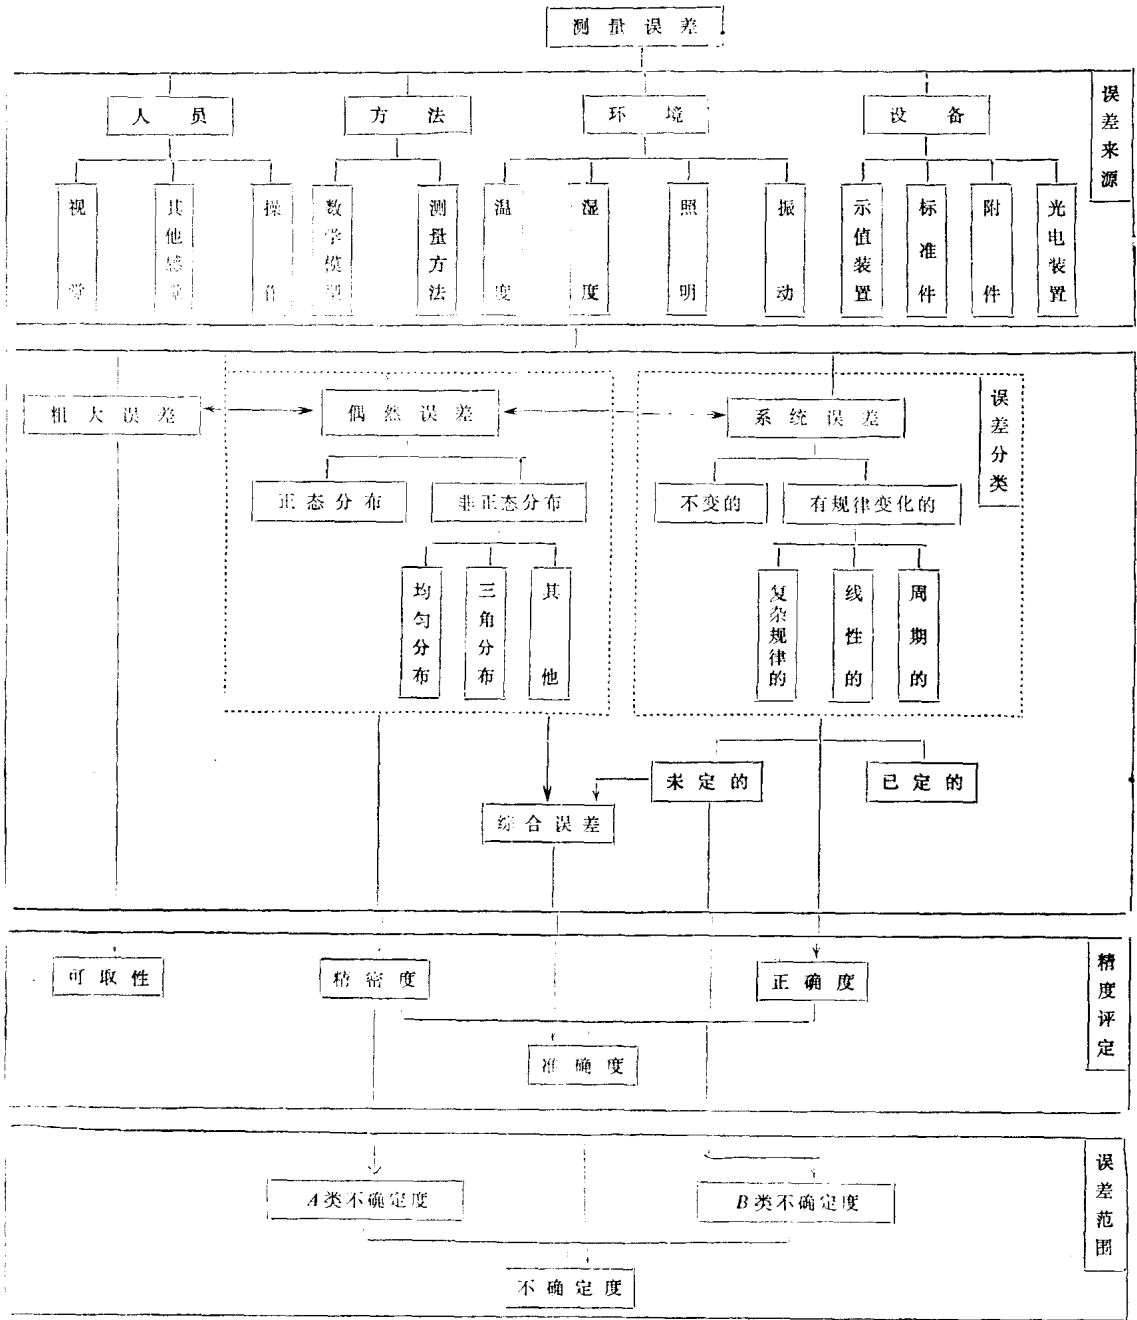 测量误差
误差来源
人员
方法
环境
设备
视觉
其他感觉
操作
数学模型
测量方法
温度
湿度
照明
振动
示值装置
标准件
附件
光电装置
误差分类
粗大误差
偶然误差
系统误差
正态分布
非正态分布
不变的
有规律变化的
均匀分布
三角分布
其他
复杂规律的
线性的
周期的
未定的
已定的
综合误差
精度评定
可取性
精密度
正确度
准确度
误差范围
A类不确定度
B类不确定度
不确定度